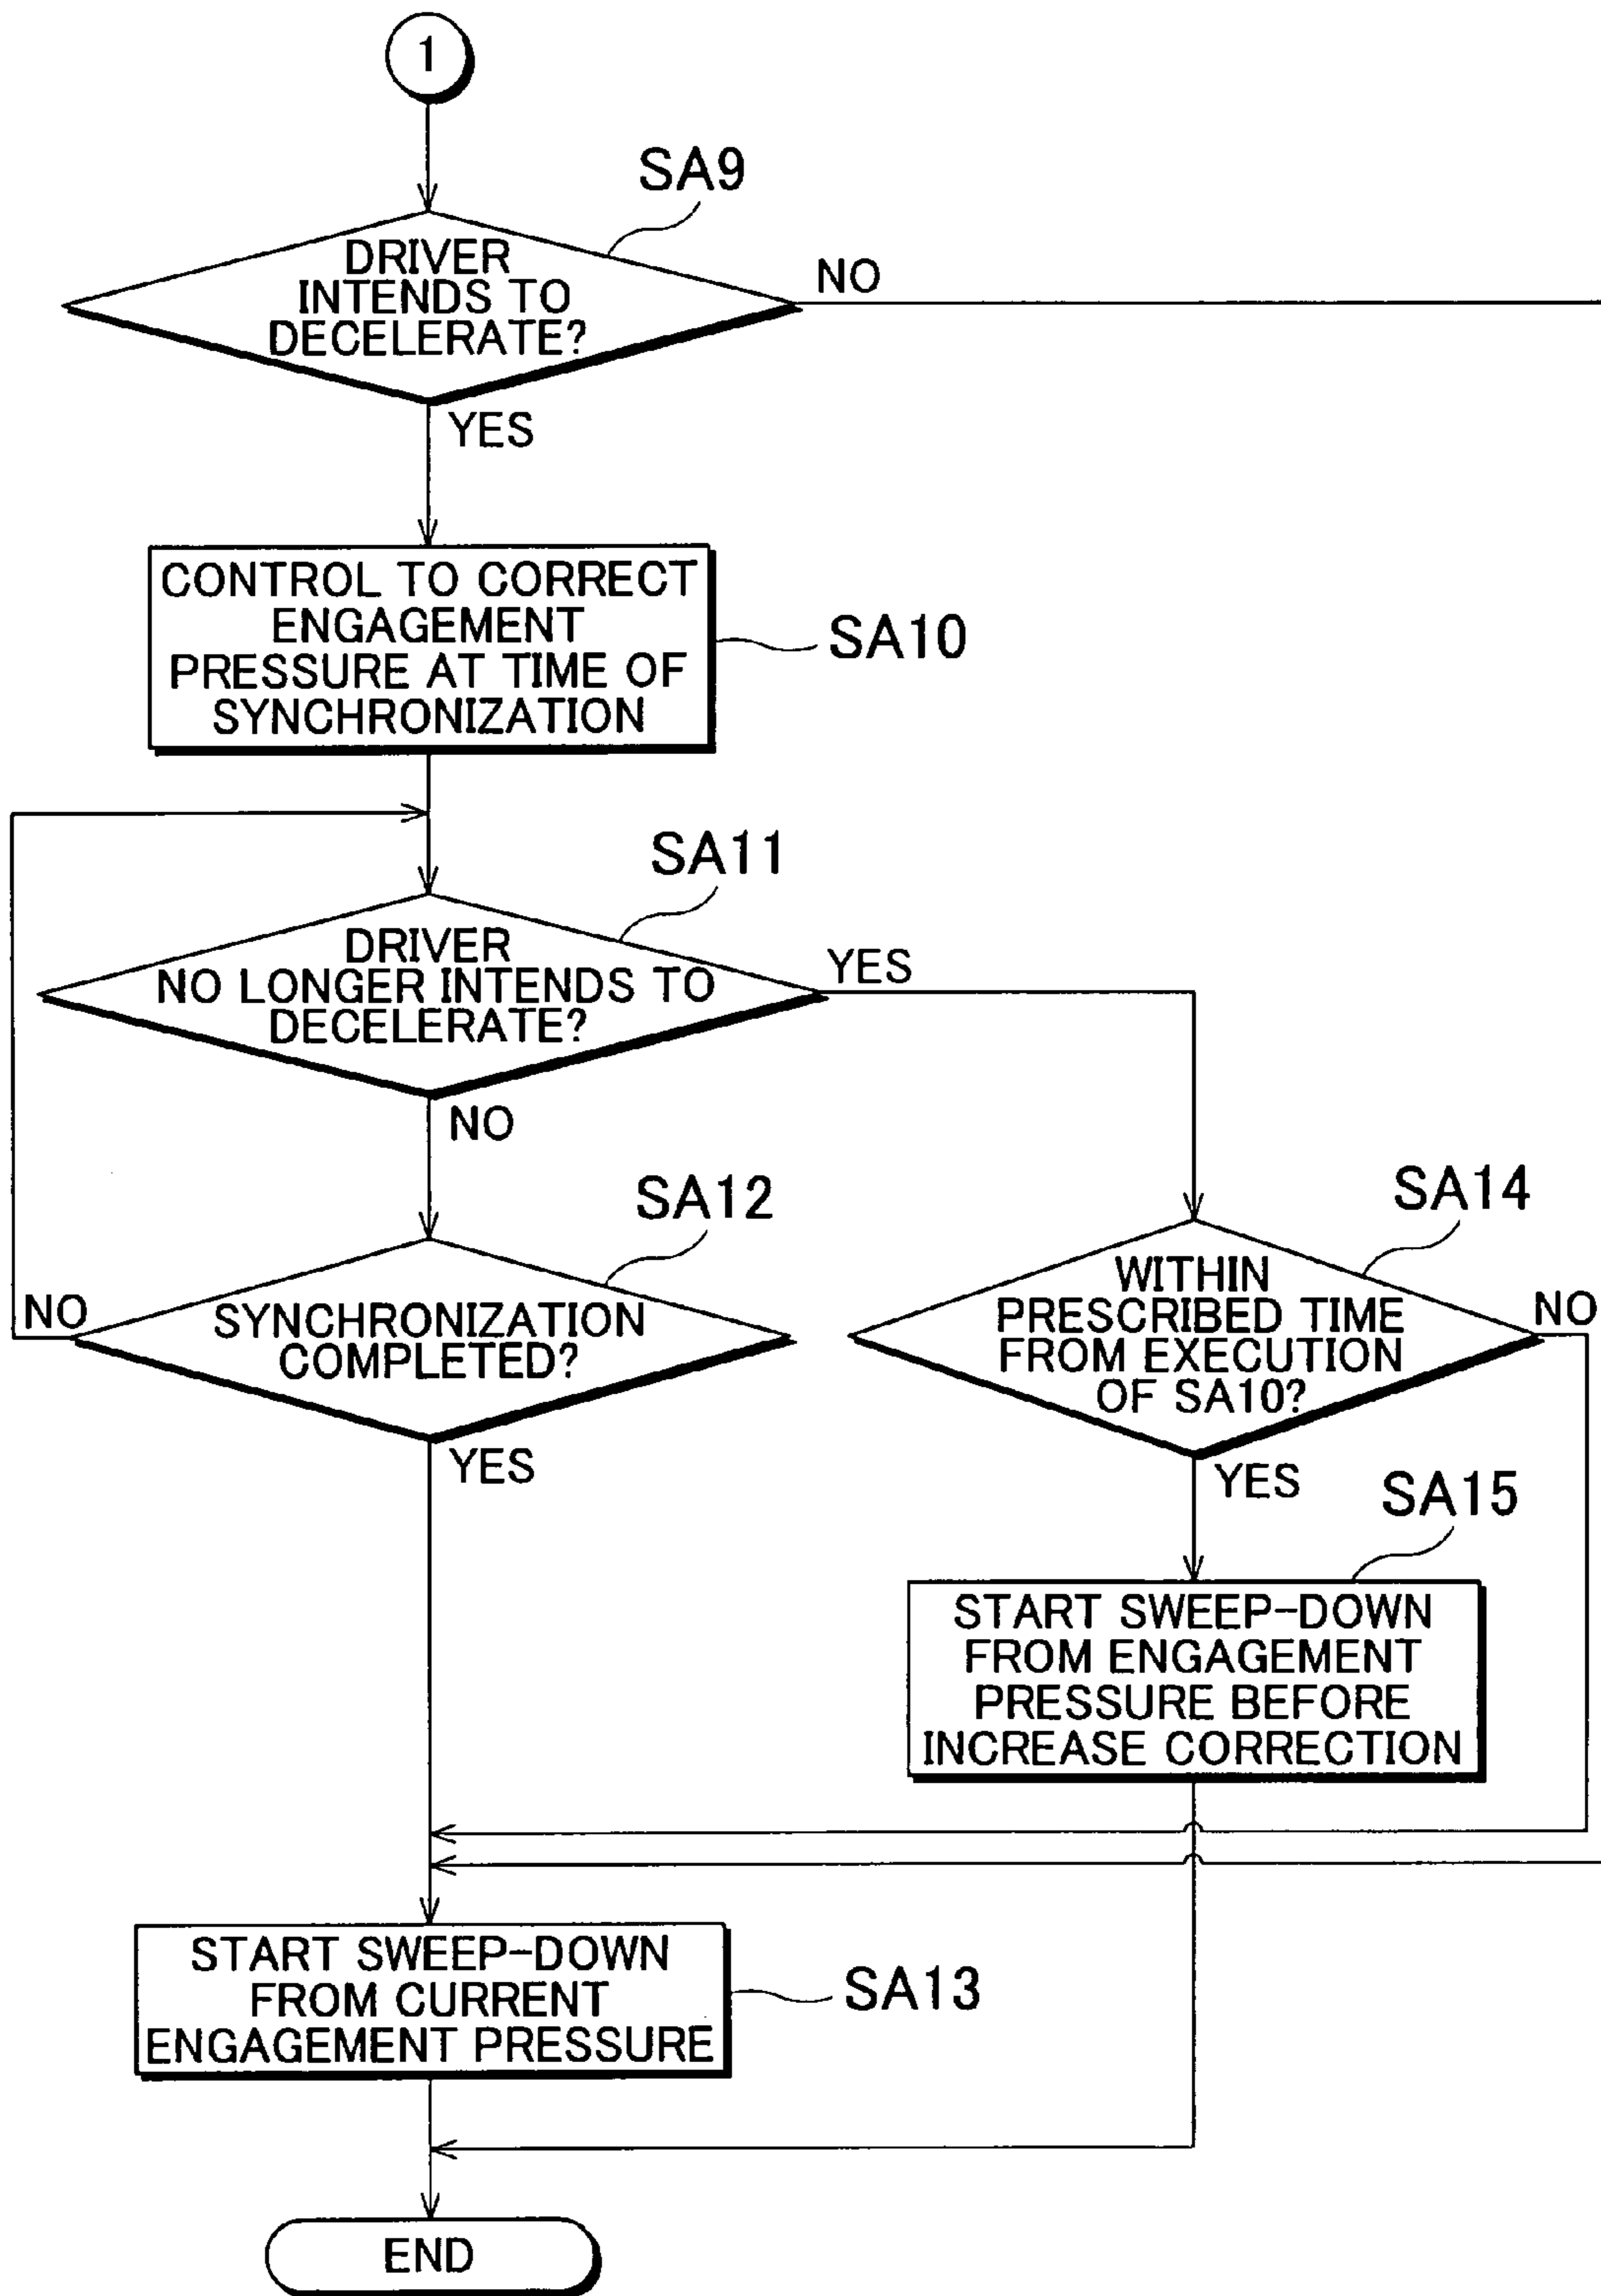 1
SA9
DRIVER
INTENDS TO
DECELERATE?
NO
YES
CONTROL TO CORRECT
ENGAGEMENT
PRESSURE AT TIME OF
SYNCHRONIZATION
SA10
SA11
DRIVER
NO LONGER INTENDS TO
DECELERATE?
YES
NO
SA12
SYNCHRONIZATION
COMPLETED?
NO
YES
SA14
WITHIN
PRESCRIBED TIME
FROM EXECUTION
OF SA10?
NO
YES
SA15
START SWEEP-DOWN
FROM ENGAGEMENT
PRESSURE BEFORE
INCREASE CORRECTION
START SWEEP-DOWN
FROM CURRENT
ENGAGEMENT PRESSURE
SA13
END